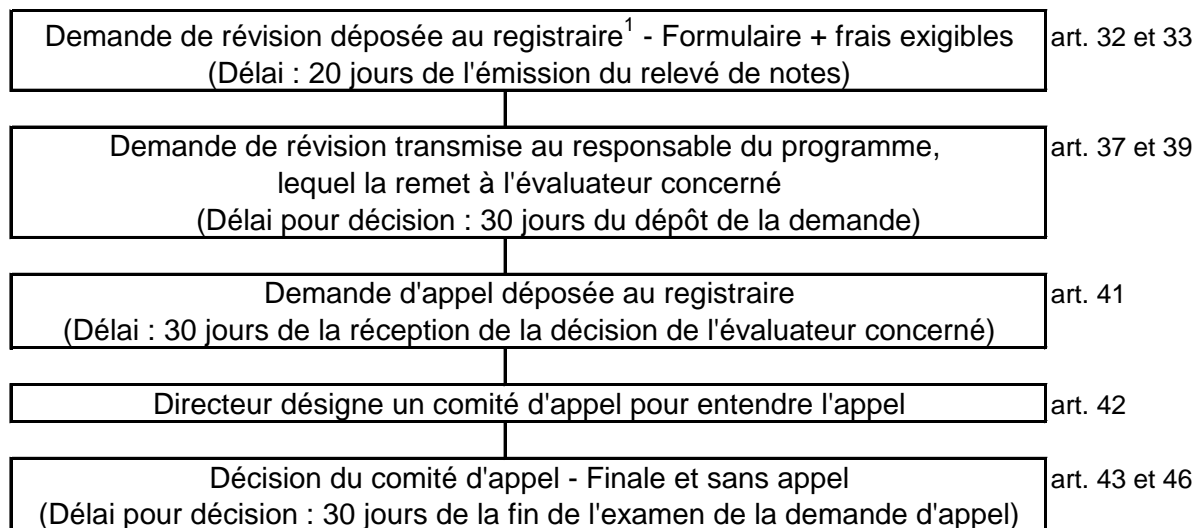 Demande de révision déposée au registraire¹ - Formulaire + frais exigibles art. 32 et 33
(Délai : 20 jours de l'émission du relevé de notes)
Demande de révision transmise au responsable du programme, art. 37 et 39
lequel la remet à l'évaluateur concerné
(Délai pour décision : 30 jours du dépôt de la demande)
Demande d'appel déposée au registraire art. 41
(Délai : 30 jours de la réception de la décision de l'évaluateur concerné)
Directeur désigne un comité d'appel pour entendre l'appel art. 42
Décision du comité d'appel - Finale et sans appel art. 43 et 46
(Délai pour décision : 30 jours de la fin de l'examen de la demande d'appel)